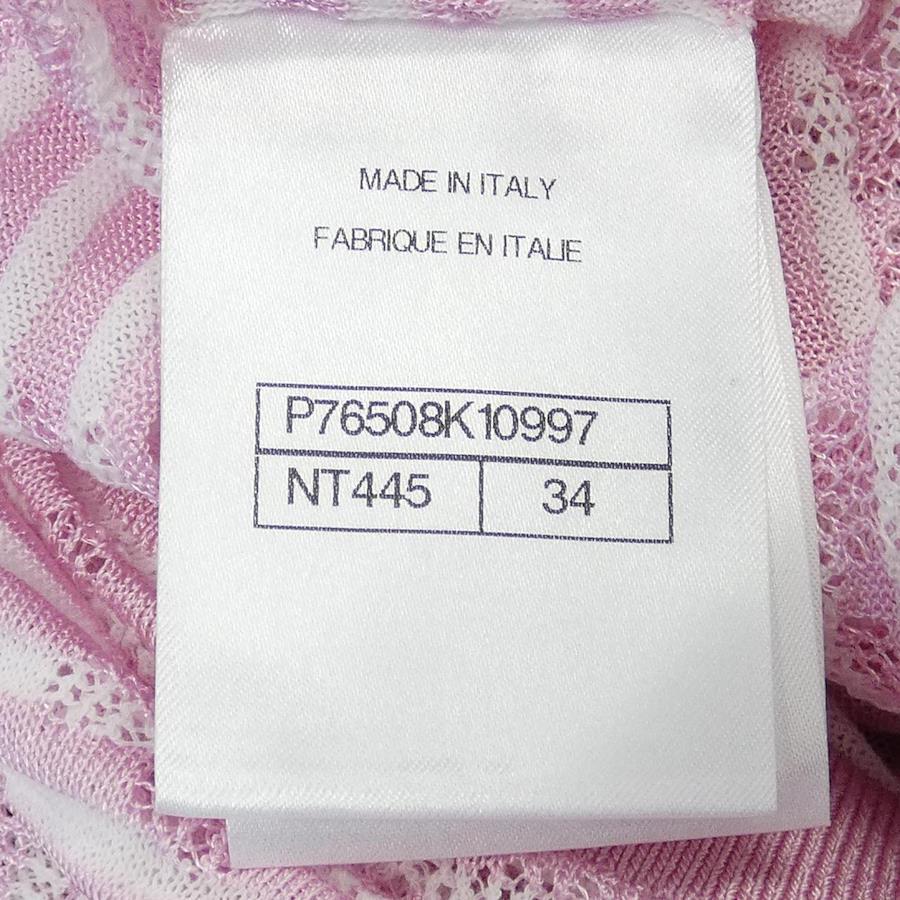 MADE IN ITALY
FABRIQUE EN ITALIE
P76508K10997
NT445 34